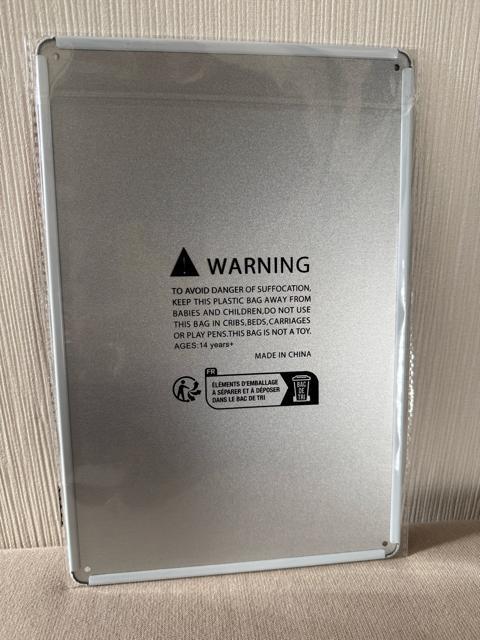 WARNING
TO AVOID DANGER OF SUFFOCATION,
KEEP THIS PLASTIC BAG AWAY FROM
BABIES AND CHILDREN,DO NOT USE
THIS BAG IN CRIBS,BEDS,CARRIAGES
OR PLAY PENS.THIS BAG IS NOT A TOY.
AGES:14 years+
MADE IN CHINA
FR
ÉLÉMENTS D'EMBALLAGE
À SÉPARER ET À DÉPOSER
DANS LE BAC DE TRI
BAC
DE
TRI